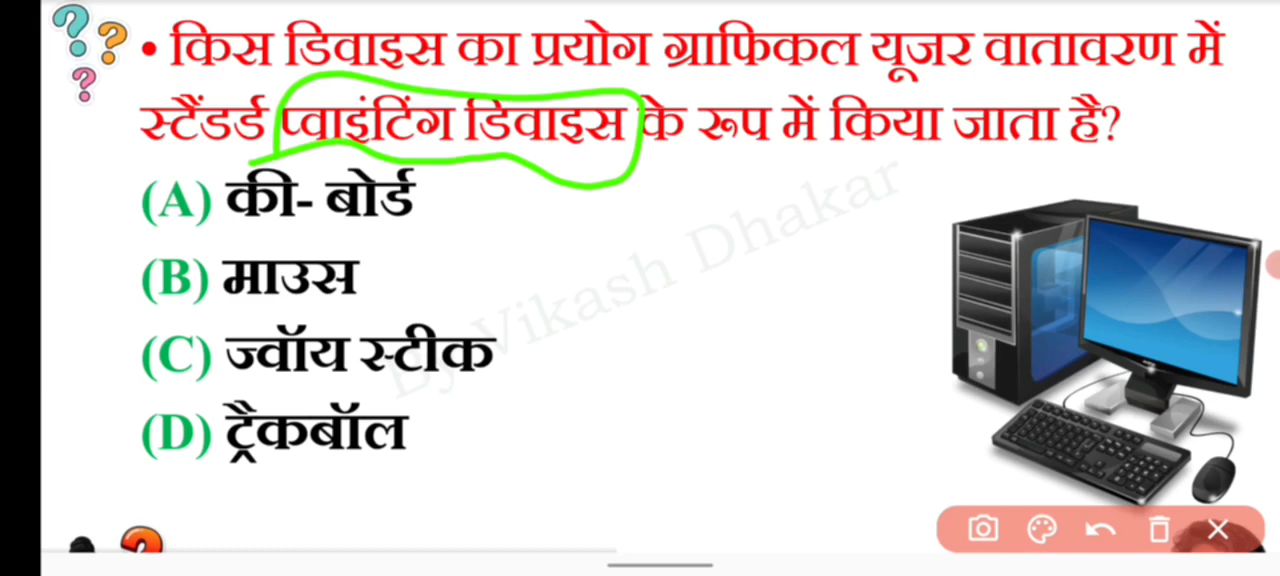 • किस डिवाइस का प्रयोग ग्राफिकल यूजर वातावरण में
स्टैंडर्ड प्वाइंटिंग डिवाइस के रूप में किया जाता है?
(A) की- बोर्ड
(B) माउस
(C) ज्वॉय स्टीक
(D) ट्रैकबॉल
By Vikash Dhakar